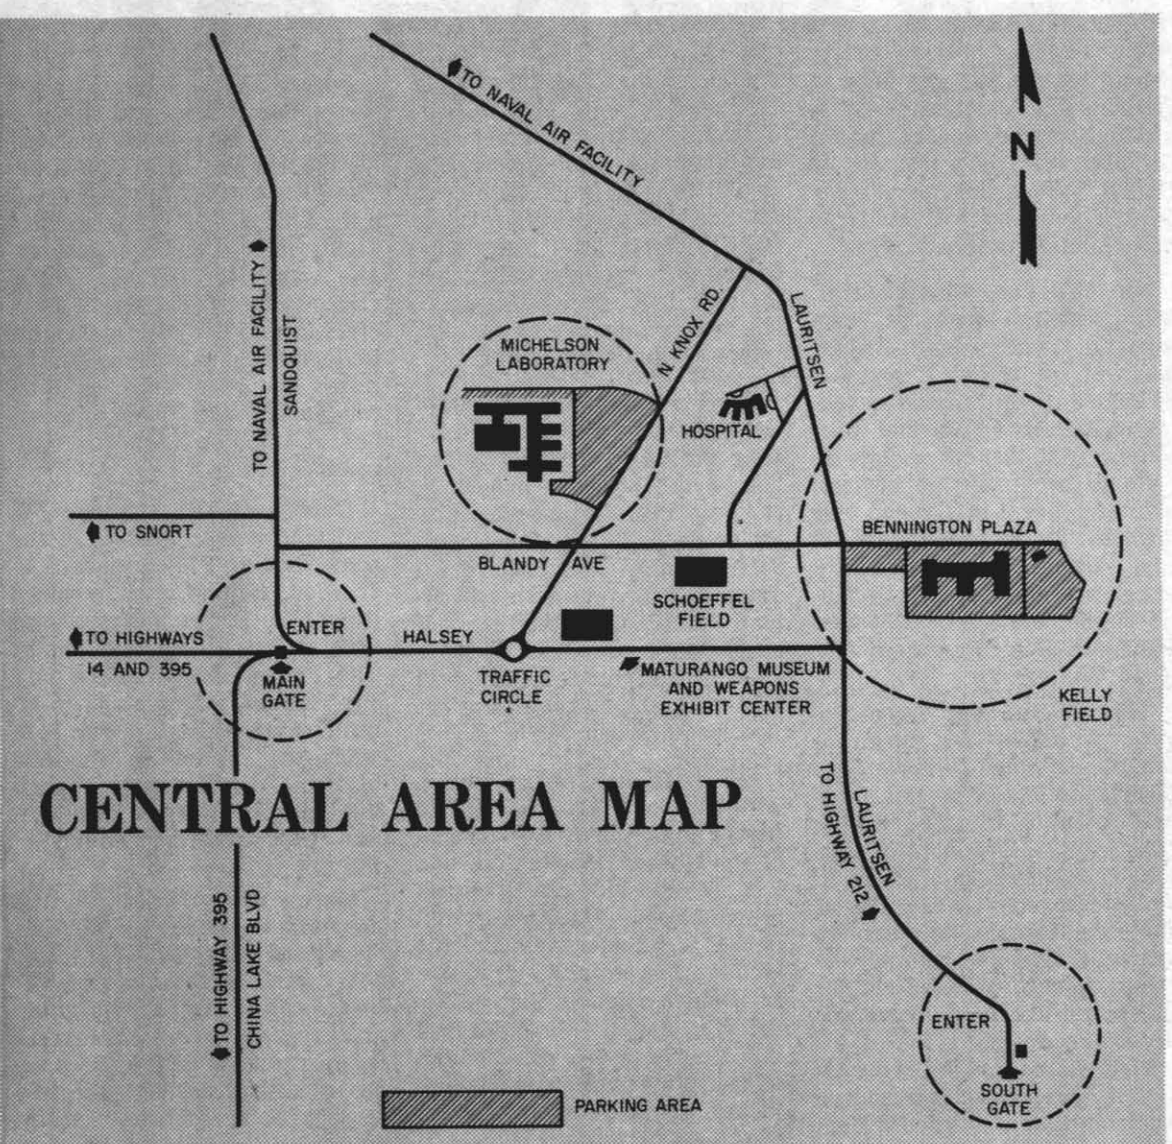 TO NAVAL AIR FACILITY
N
TO NAVAL AIR FACILITY
SANDQUIST
N KNOX RD.
LAURITSEN
MICHELSON
LABORATORY
HOSPITAL
TO SNORT
BENNINGTON PLAZA
BLANDY AVE
SCHOEFFEL
FIELD
ENTER
TO HIGHWAYS
14 AND 395
HALSEY
MAIN
GATE
TRAFFIC
CIRCLE
MATURANGO MUSEUM
AND WEAPONS
EXHIBIT CENTER
KELLY
FIELD
CENTRAL AREA MAP
LAURITSEN
TO HIGHWAY 212
TO HIGHWAY 395
CHINA LAKE BLVD
ENTER
SOUTH
GATE
PARKING AREA